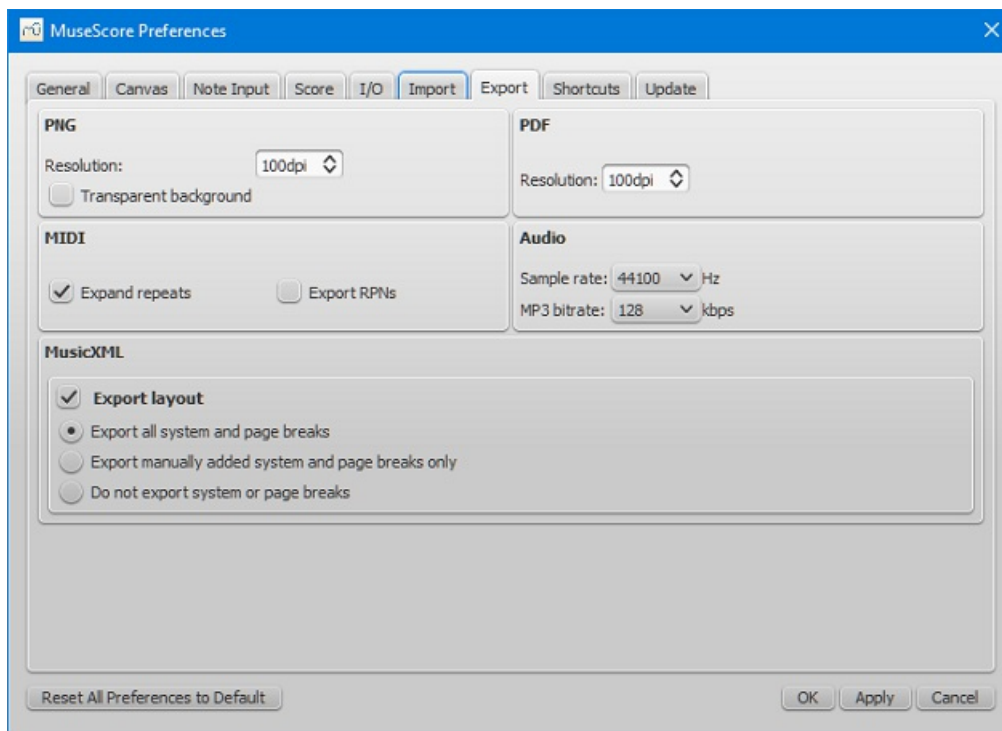 MuseScore Preferences
General Canvas Note Input Score I/O Import Export Shortcuts Update
PNG
Resolution: 100dpi
Transparent background
PDF
Resolution: 100dpi
MIDI
Expand repeats Export RPNs
Audio
Sample rate: 44100 Hz
MP3 bitrate: 128 kbps
MusicXML
Export layout
Export all system and page breaks
Export manually added system and page breaks only
Do not export system or page breaks
Reset All Preferences to Default OK Apply Cancel